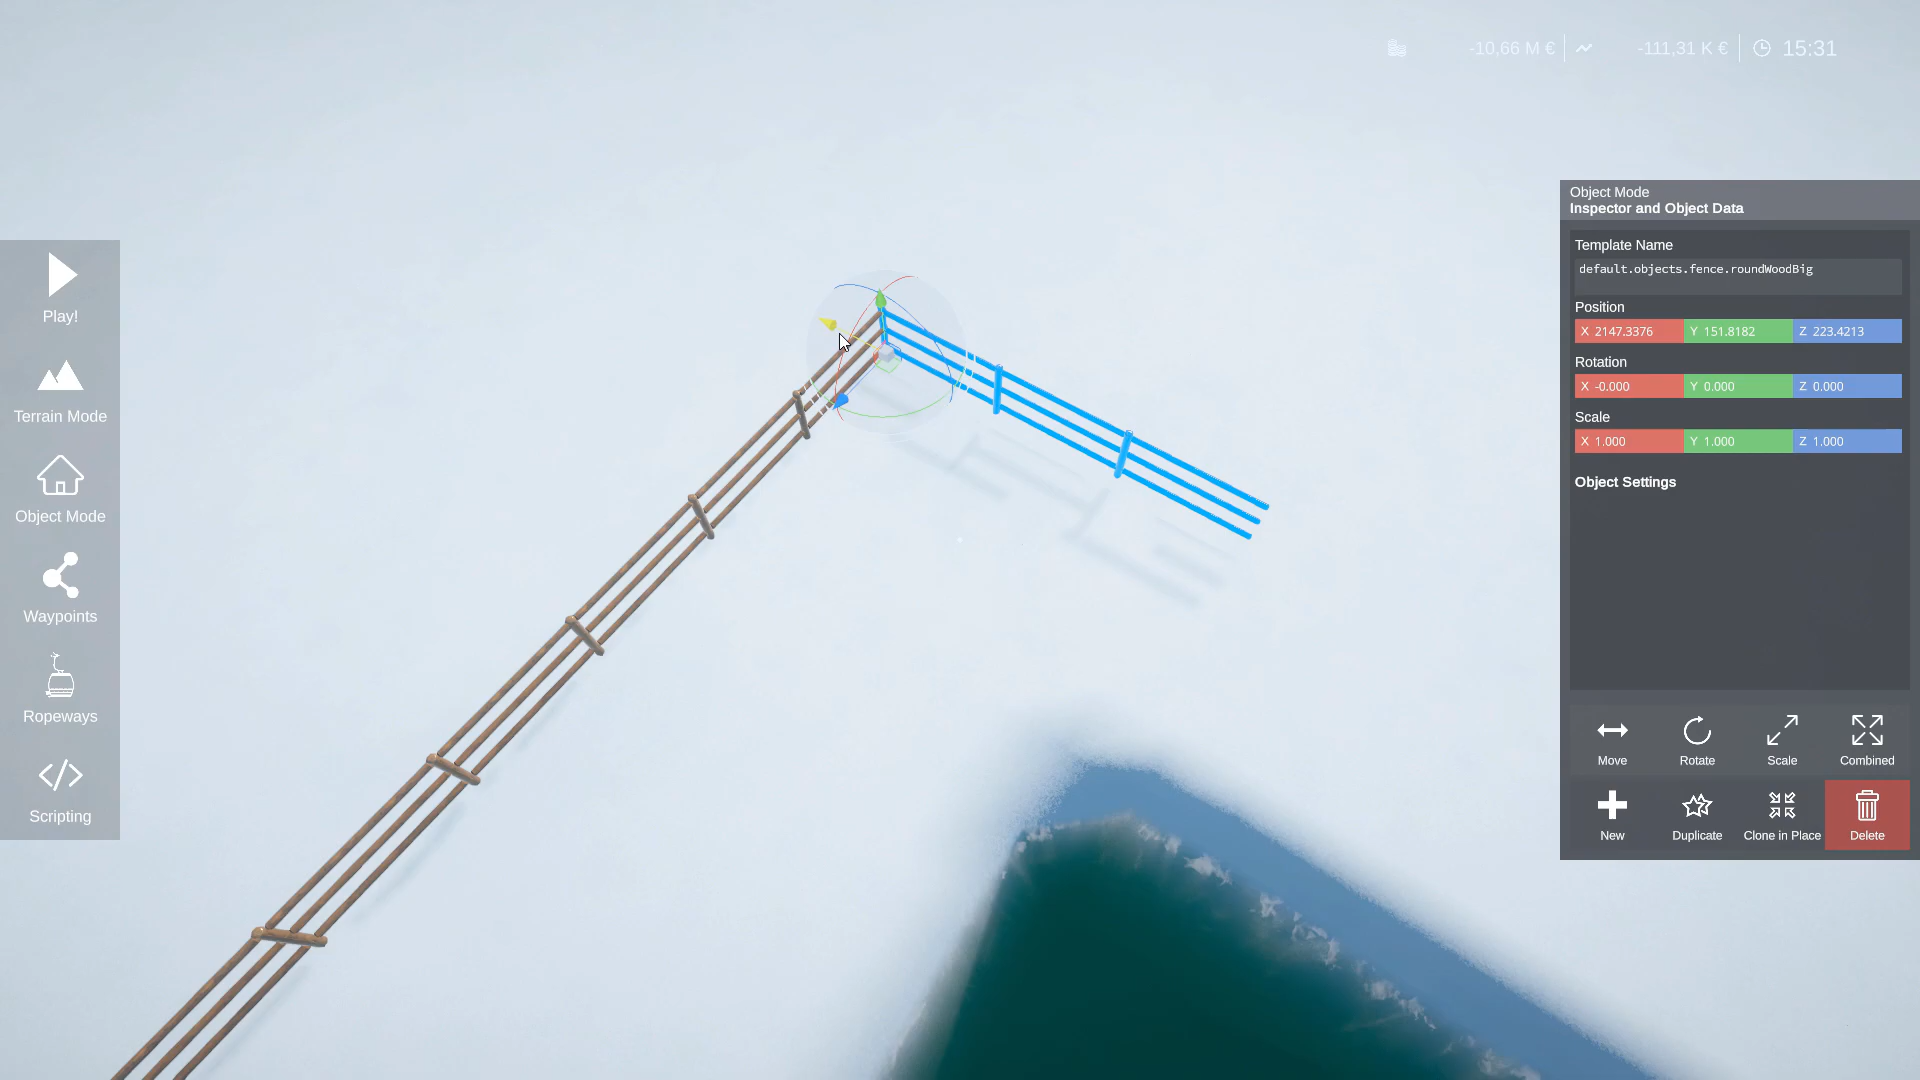 -10,66 M €
-111,31 K €
15:31
Play!
Terrain Mode
Object Mode
Waypoints
Ropeways
Scripting
Object Mode
Inspector and Object Data
Template Name
default.objects.fence.roundWoodBig
Position
X 2147.3376 Y 151.8182 Z 223.4213
Rotation
X -0.000 Y 0.000 Z 0.000
Scale
X 1.000 Y 1.000 Z 1.000
Object Settings
Move Rotate Scale Combined
New Duplicate Clone in Place Delete